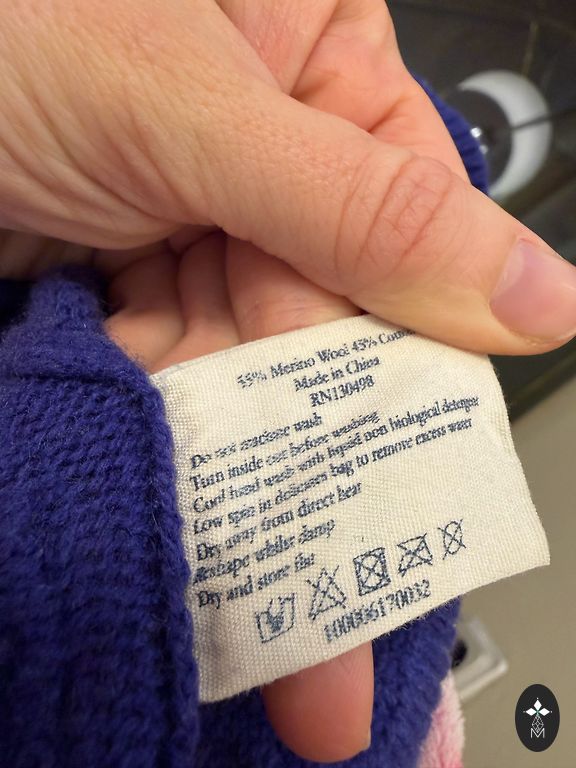 55% Merino Wool 45% Cotton
Made in China
RN130498
Do not machine wash
Turn inside out before washing
Cool hand wash with liquid non biological detergent
Low spin in delicates bag to remove excess water
Dry away from direct heat
Reshape whilst damp
Dry and store flat
100036170032
M